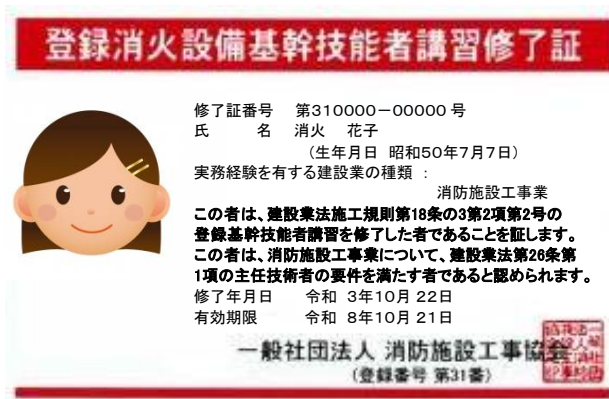 登録消火設備基幹技能者講習修了証
修了証番号 第310000－00000号
氏 名 消火 花子
(生年月日 昭和50年7月7日)
実務経験を有する建設業の種類 :
消防施設工事業
この者は、建設業法施工規則第18条の3第2項第2号の
登録基幹技能者講習を修了した者であることを証します。
この者は、消防施設工事業について、建設業法第26条第
1項の主任技術者の要件を満たす者であると認められます。
修了年月日 令和 3年10月 22日
有効期限 令和 8年10月 21日
一般社団法人 消防施設工事協会
(登録番号 第31番)